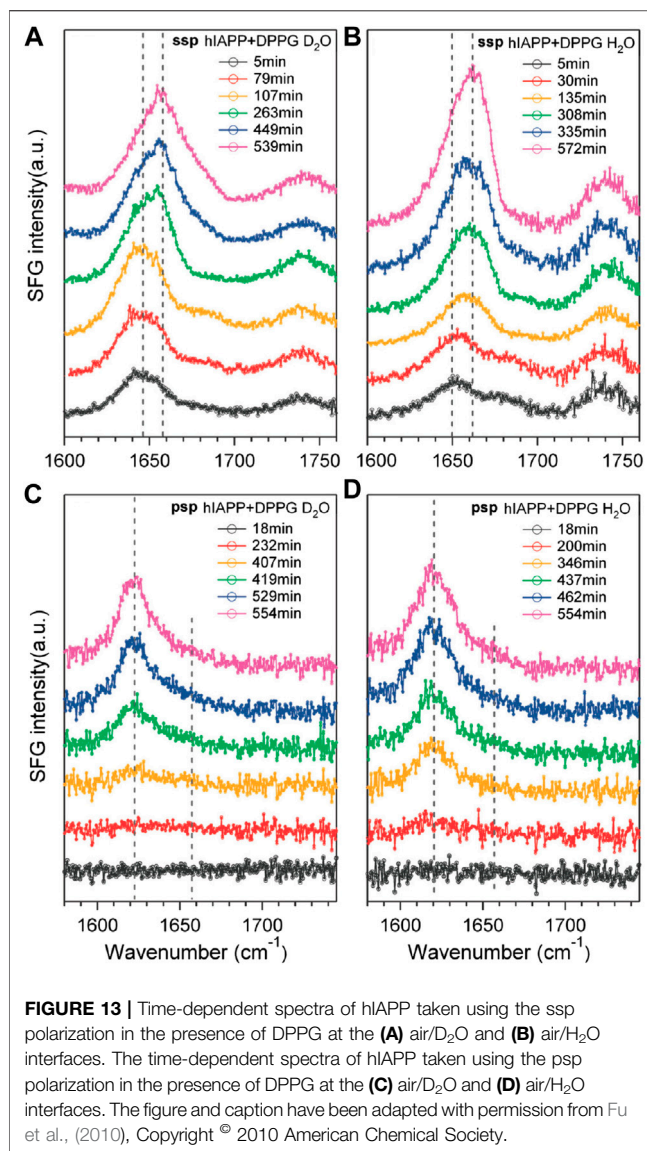 A
ssp hIAPP+DPPG D₂O
5min
79min
107min
263min
449min
539min
SFG intensity(a.u.)
1600 1650 1700 1750
B
ssp hIAPP+DPPG H₂O
5min
30min
135min
308min
335min
572min
1600 1650 1700 1750
C
psp hIAPP+DPPG D₂O
18min
232min
407min
419min
529min
554min
SFG intensity(a.u.)
1600 1650 1700
Wavenumber (cm⁻¹)
D
psp hIAPP+DPPG H₂O
18min
200min
346min
437min
462min
554min
1600 1650 1700
Wavenumber (cm⁻¹)
FIGURE 13 | Time-dependent spectra of hIAPP taken using the ssp
polarization in the presence of DPPG at the (A) air/D₂O and (B) air/H₂O
interfaces. The time-dependent spectra of hIAPP taken using the psp
polarization in the presence of DPPG at the (C) air/D₂O and (D) air/H₂O
interfaces. The figure and caption have been adapted with permission from Fu
et al., (2010), Copyright © 2010 American Chemical Society.